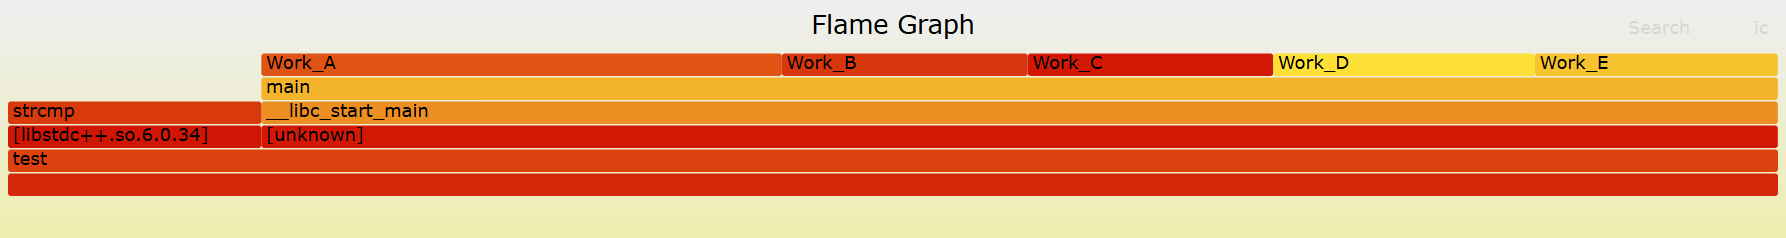 Flame Graph
Search ic
Work_A Work_B Work_C Work_D Work_E
main
strcmp __libc_start_main
[libstdc++.so.6.0.34] [unknown]
test